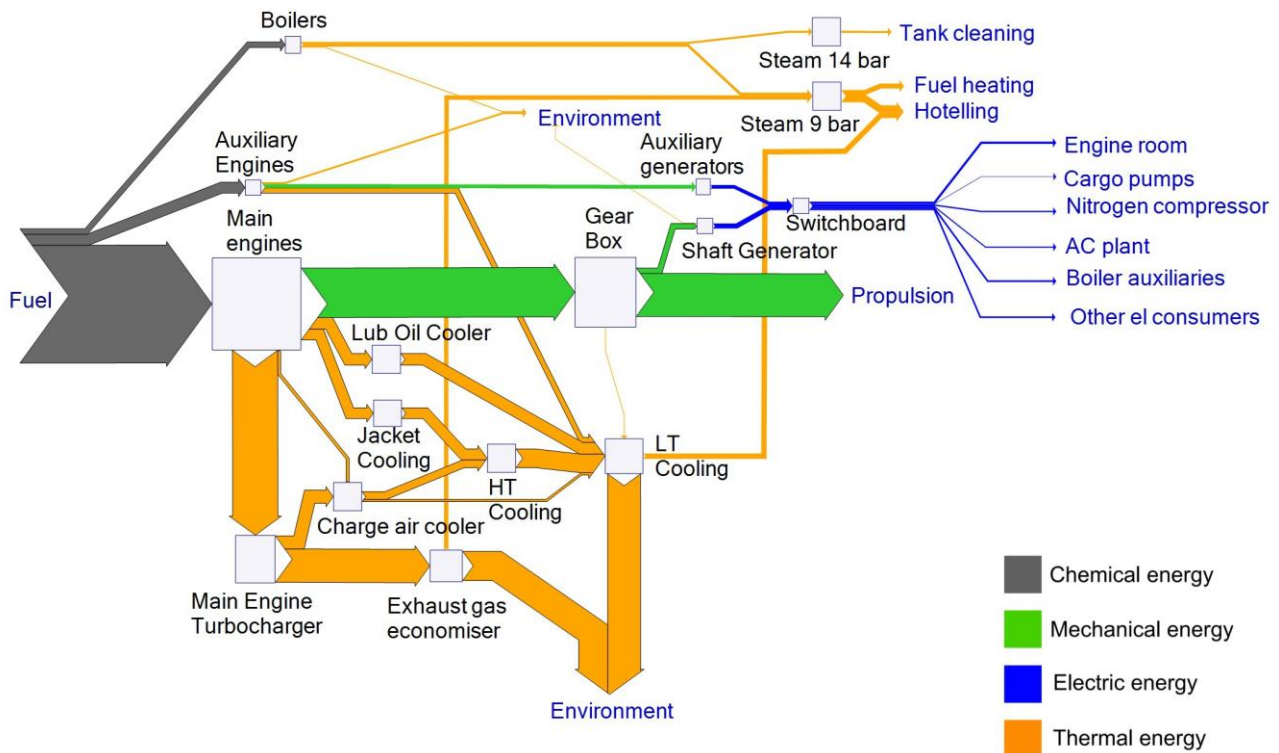 Boilers
Tank cleaning
Steam 14 bar
Fuel heating
Hotelling
Steam 9 bar
Environment
Auxiliary
Engines
Auxiliary
generators
Engine room
Cargo pumps
Nitrogen compressor
Switchboard
AC plant
Boiler auxiliaries
Other el consumers
Main
engines
Gear
Box
Shaft Generator
Fuel
Propulsion
Lub Oil Cooler
Jacket
Cooling
LT
Cooling
HT
Cooling
Charge air cooler
Main Engine
Turbocharger
Exhaust gas
economiser
Environment
Chemical energy
Mechanical energy
Electric energy
Thermal energy